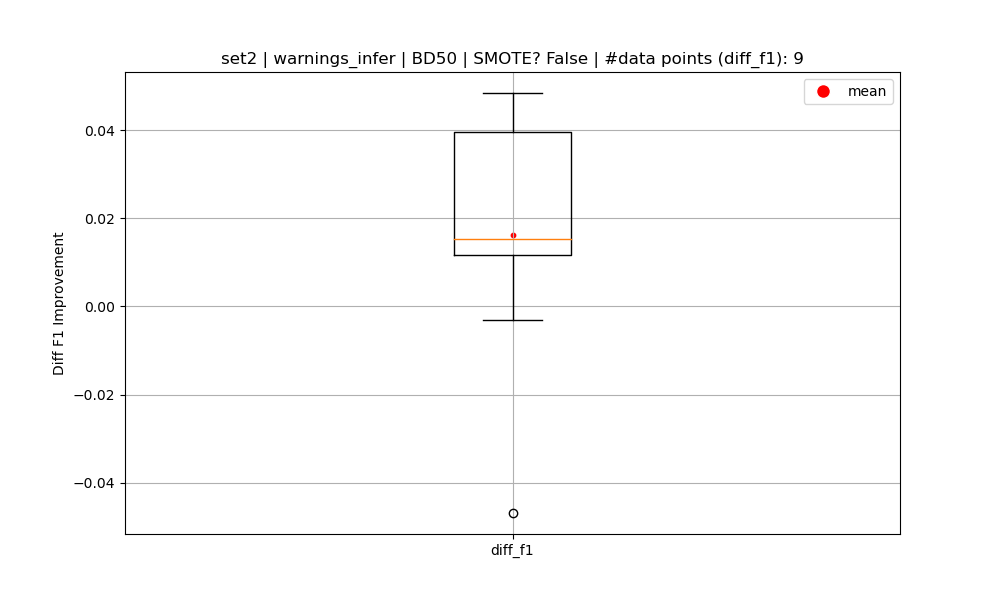 set2 | warnings_infer | BD50 | SMOTE? False | #data points (diff_f1): 9
mean
0.04
0.02
0.00
−0.02
−0.04
Diff F1 Improvement
diff_f1